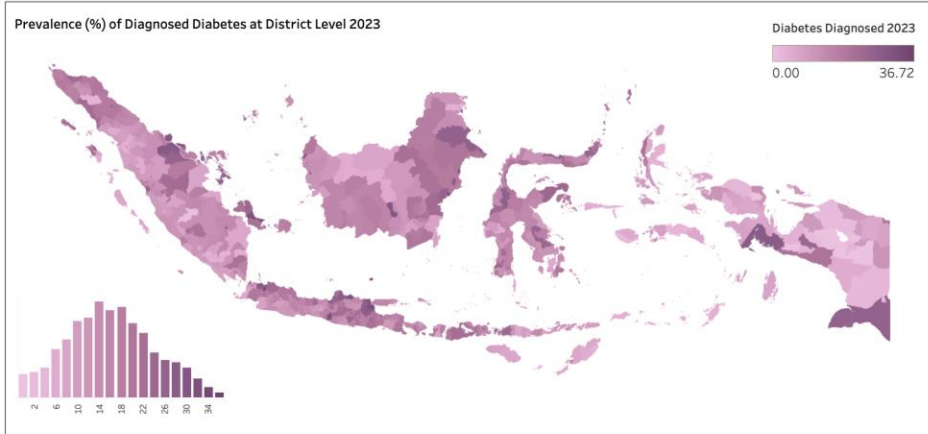 Prevalence (%) of Diagnosed Diabetes at District Level 2023
Diabetes Diagnosed 2023
0.00 36.72
2 6 10 14 18 22 26 30 34